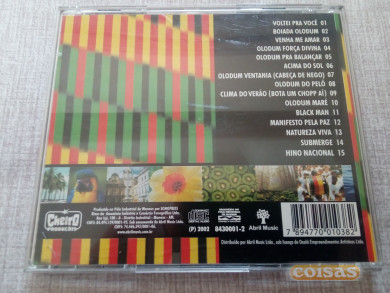 VOLTEI PRA VOCÊ 01
BOIADA OLODUM 02
VENHA ME AMAR 03
OLODUM FORÇA DIVINA 04
OLODUM PRA BALANÇAR 05
ACIMA DO SOL 06
OLODUM VENTANIA (CABEÇA DE NEGO) 07
OLODUM DO PELÔ 08
CLIMA DO VERÃO (BOTA UM CHOPP AÍ) 09
OLODUM MARÉ 10
BLACK MAN 11
MANIFESTO PELA PAZ 12
NATUREZA VIVA 13
SUBMERGE 14
HINO NACIONAL 15
CHEIRO
PRODUÇÕES
(P) 2002
8430001-2
Abril Music
7 894770 010382
coisas